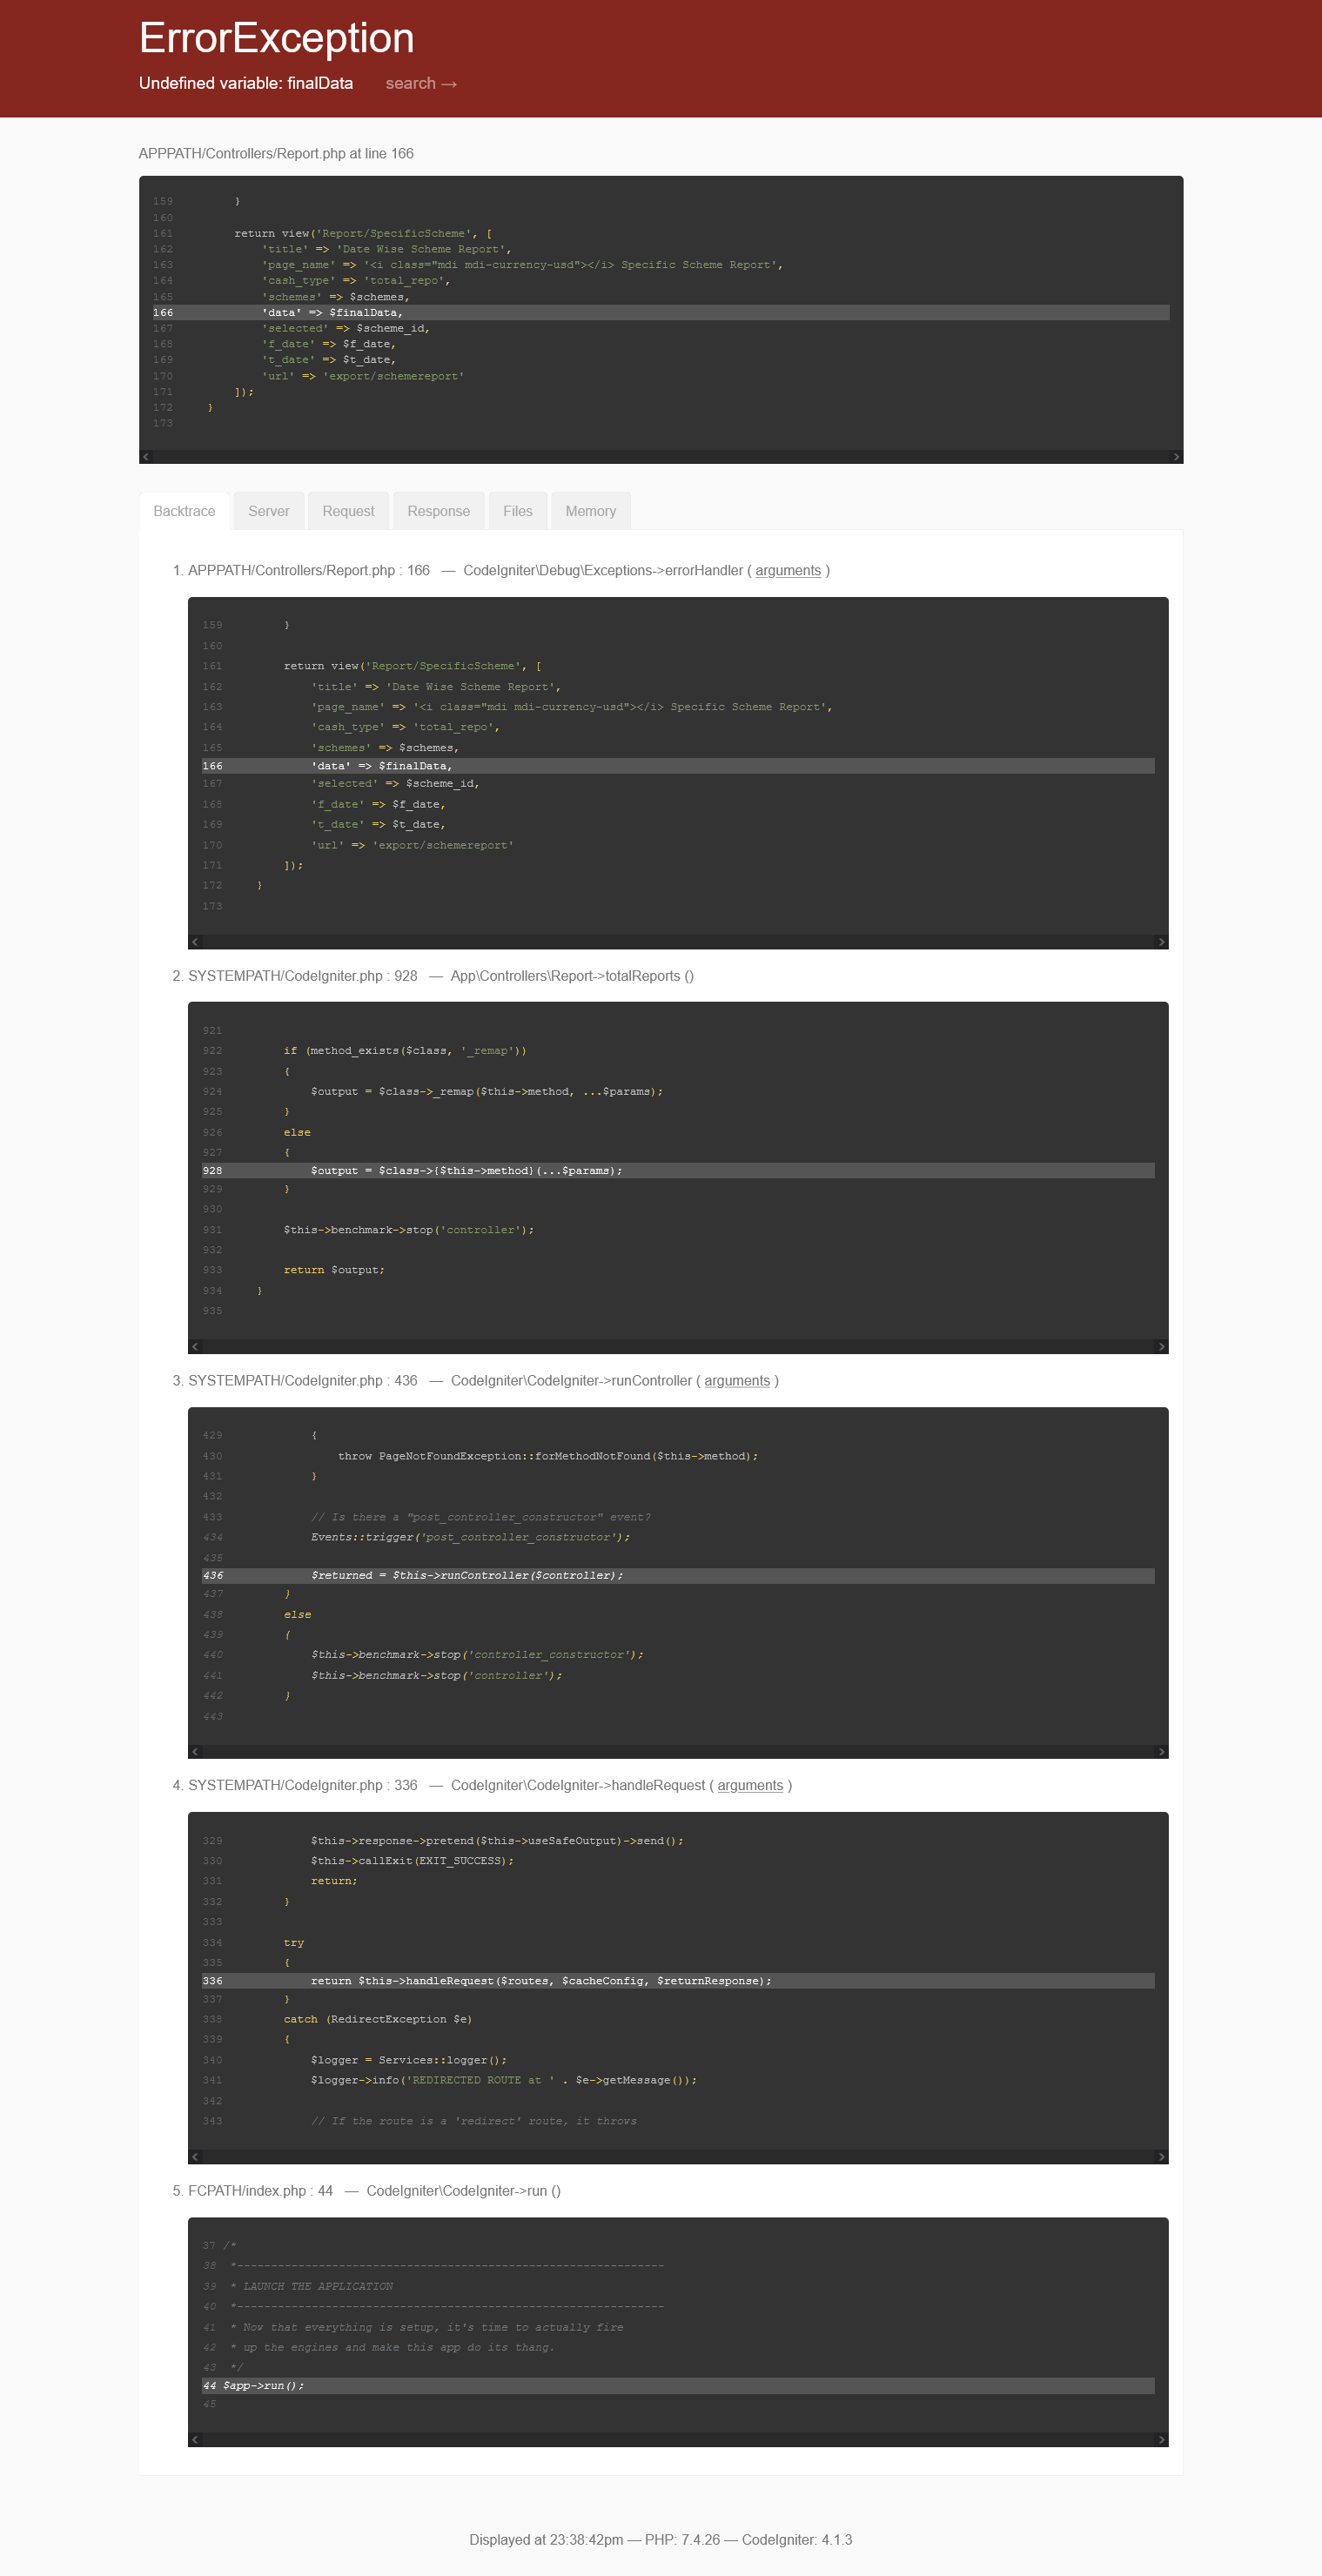 ErrorException
Undefined variable: finalData search →
APPPATH/Controllers/Report.php at line 166
159         }
160
161         return view('Report/SpecificScheme', [
162             'title' => 'Date Wise Scheme Report',
163             'page_name' => '<i class="mdi mdi-currency-usd"></i> Specific Scheme Report',
164             'cash_type' => 'total_repo',
165             'schemes' => $schemes,
166             'data' => $finalData,
167             'selected' => $scheme_id,
168             'f_date' => $f_date,
169             't_date' => $t_date,
170             'url' => 'export/schemereport'
171         ]);
172     }
173
Backtrace Server Request Response Files Memory
1. APPPATH/Controllers/Report.php : 166 — CodeIgniter\Debug\Exceptions->errorHandler ( arguments )
159         }
160
161         return view('Report/SpecificScheme', [
162             'title' => 'Date Wise Scheme Report',
163             'page_name' => '<i class="mdi mdi-currency-usd"></i> Specific Scheme Report',
164             'cash_type' => 'total_repo',
165             'schemes' => $schemes,
166             'data' => $finalData,
167             'selected' => $scheme_id,
168             'f_date' => $f_date,
169             't_date' => $t_date,
170             'url' => 'export/schemereport'
171         ]);
172     }
173
2. SYSTEMPATH/CodeIgniter.php : 928 — App\Controllers\Report->totalReports ()
921
922         if (method_exists($class, '_remap'))
923         {
924             $output = $class->_remap($this->method, ...$params);
925         }
926         else
927         {
928             $output = $class->{$this->method}(...$params);
929         }
930
931         $this->benchmark->stop('controller');
932
933         return $output;
934     }
935
3. SYSTEMPATH/CodeIgniter.php : 436 — CodeIgniter\CodeIgniter->runController ( arguments )
429             {
430                 throw PageNotFoundException::forMethodNotFound($this->method);
431             }
432
433             // Is there a "post_controller_constructor" event?
434             Events::trigger('post_controller_constructor');
435
436             $returned = $this->runController($controller);
437         }
438         else
439         {
440             $this->benchmark->stop('controller_constructor');
441             $this->benchmark->stop('controller');
442         }
443
4. SYSTEMPATH/CodeIgniter.php : 336 — CodeIgniter\CodeIgniter->handleRequest ( arguments )
329             $this->response->pretend($this->useSafeOutput)->send();
330             $this->callExit(EXIT_SUCCESS);
331             return;
332         }
333
334         try
335         {
336             return $this->handleRequest($routes, $cacheConfig, $returnResponse);
337         }
338         catch (RedirectException $e)
339         {
340             $logger = Services::logger();
341             $logger->info('REDIRECTED ROUTE at ' . $e->getMessage());
342
343             // If the route is a 'redirect' route, it throws
5. FCPATH/index.php : 44 — CodeIgniter\CodeIgniter->run ()
37 /*
38  *---------------------------------------------------------------
39  * LAUNCH THE APPLICATION
40  *---------------------------------------------------------------
41  * Now that everything is setup, it's time to actually fire
42  * up the engines and make this app do its thang.
43  */
44 $app->run();
45
Displayed at 23:38:42pm — PHP: 7.4.26 — CodeIgniter: 4.1.3